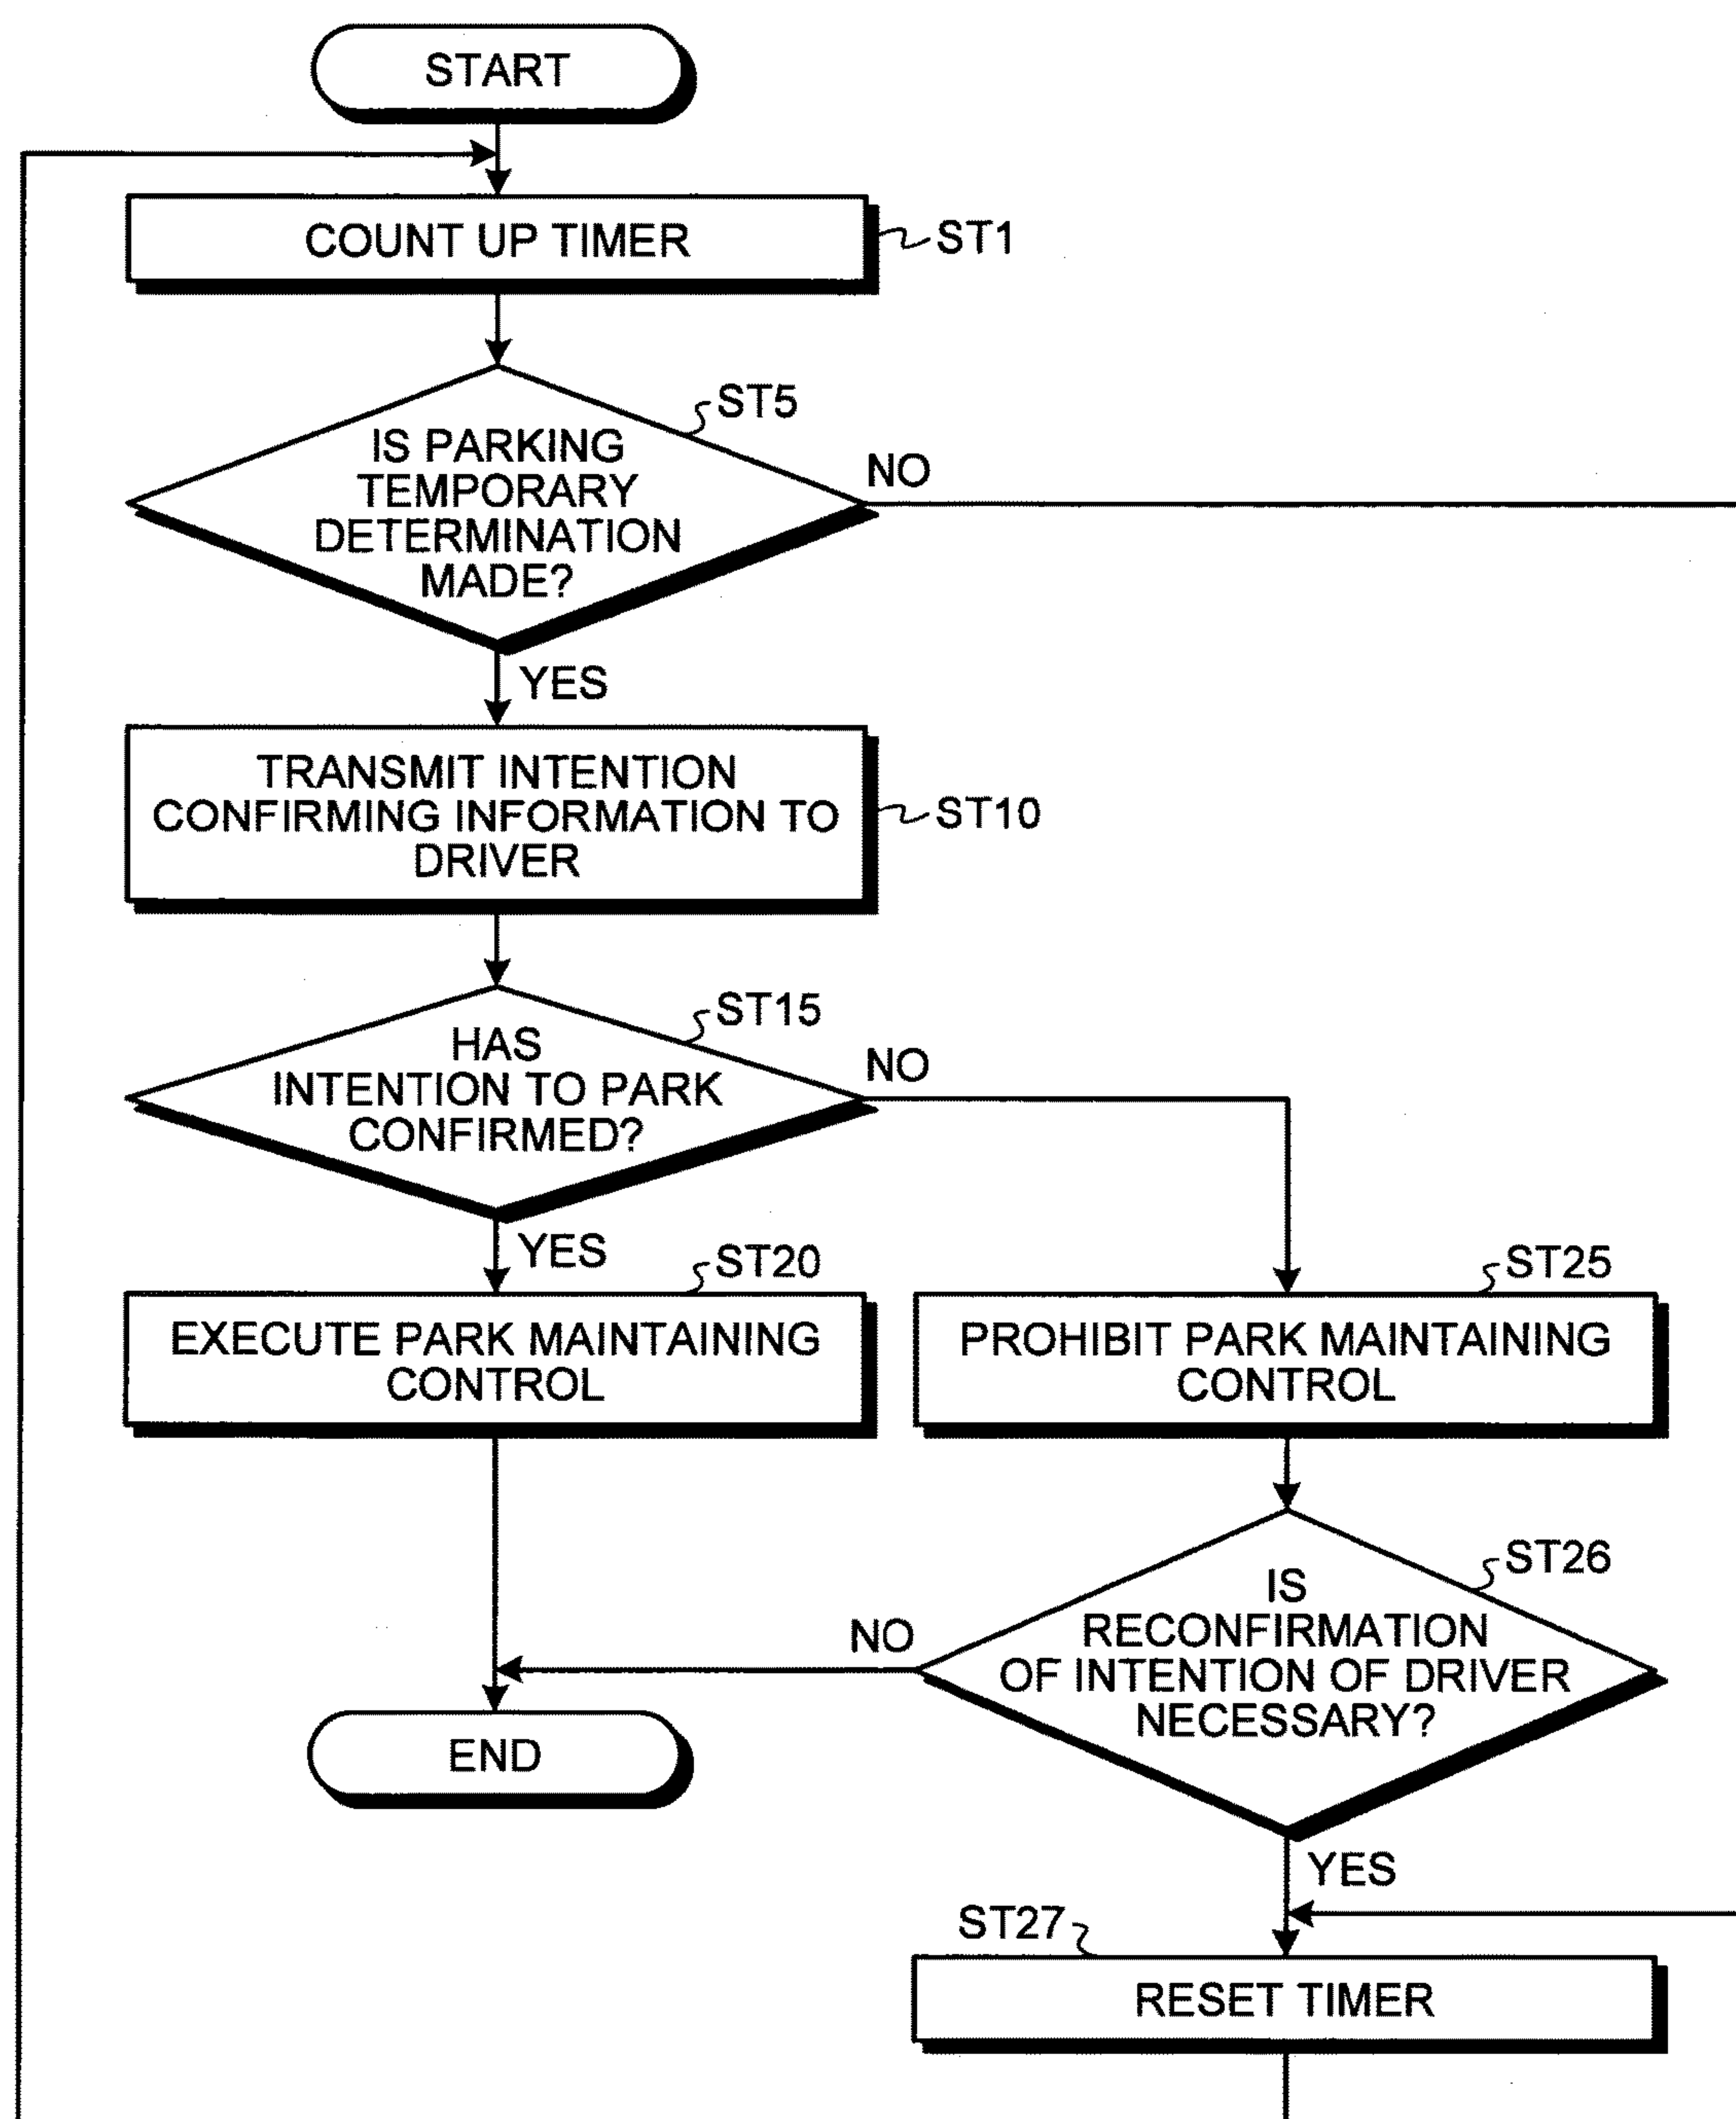 START
COUNT UP TIMER
ST1
ST5
IS PARKING
TEMPORARY
DETERMINATION
MADE?
NO
YES
TRANSMIT INTENTION
CONFIRMING INFORMATION TO
DRIVER
ST10
ST15
HAS
INTENTION TO PARK
CONFIRMED?
NO
YES
ST20
EXECUTE PARK MAINTAINING
CONTROL
ST25
PROHIBIT PARK MAINTAINING
CONTROL
ST26
IS
RECONFIRMATION
OF INTENTION OF DRIVER
NECESSARY?
NO
END
YES
ST27
RESET TIMER